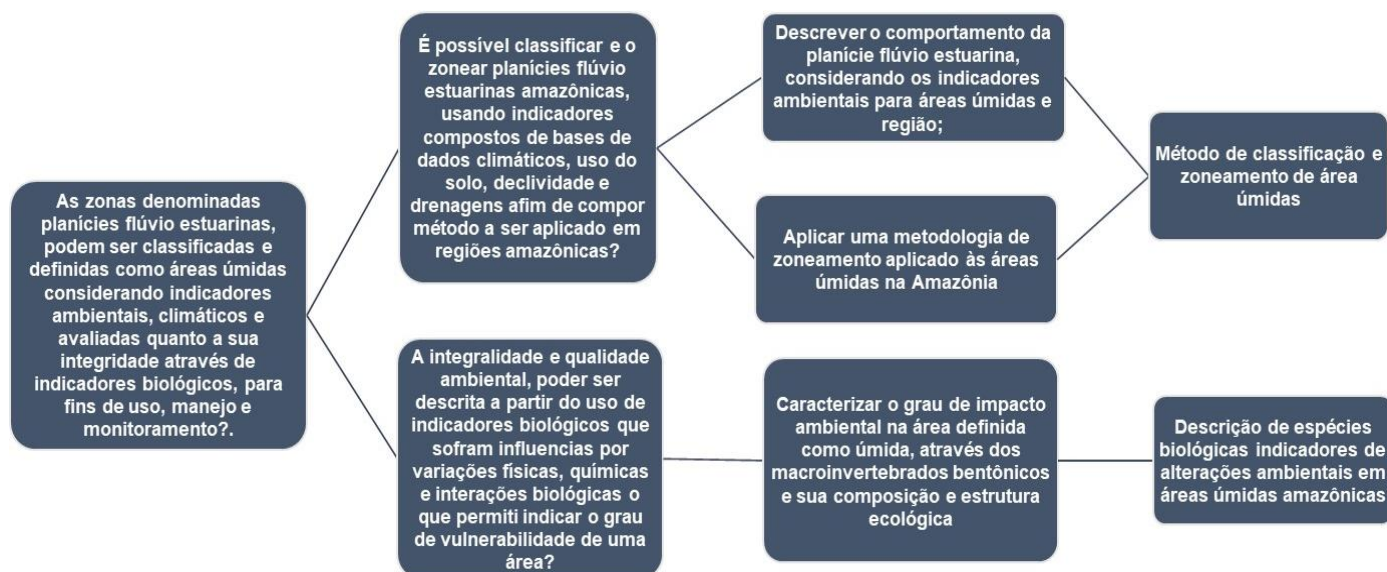 As zonas denominadas
planícies flúvio estuarinas,
podem ser classificadas e
definidas como áreas úmidas
considerando indicadores
ambientais, climáticos e
avaliadas quanto a sua
integridade através de
indicadores biológicos, para
fins de uso, manejo e
monitoramento?.
É possível classificar e o
zonear planícies flúvio
estuarinas amazônicas,
usando indicadores
compostos de bases de
dados climáticos, uso do
solo, declividade e
drenagens afim de compor
método a ser aplicado em
regiões amazônicas?
A integralidade e qualidade
ambiental, poder ser
descrita a partir do uso de
indicadores biológicos que
sofram influencias por
variações físicas, químicas
e interações biológicas o
que permiti indicar o grau
de vulnerabilidade de uma
área?
Descrever o comportamento da
planície flúvio estuarina,
considerando os indicadores
ambientais para áreas úmidas e
região;
Aplicar uma metodologia de
zoneamento aplicado às áreas
úmidas na Amazônia
Caracterizar o grau de impacto
ambiental na área definida
como úmida, através dos
macroinvertebrados bentônicos
e sua composição e estrutura
ecológica
Método de classificação e
zoneamento de área
úmidas
Descrição de espécies
biológicas indicadores de
alterações ambientais em
áreas úmidas amazônicas